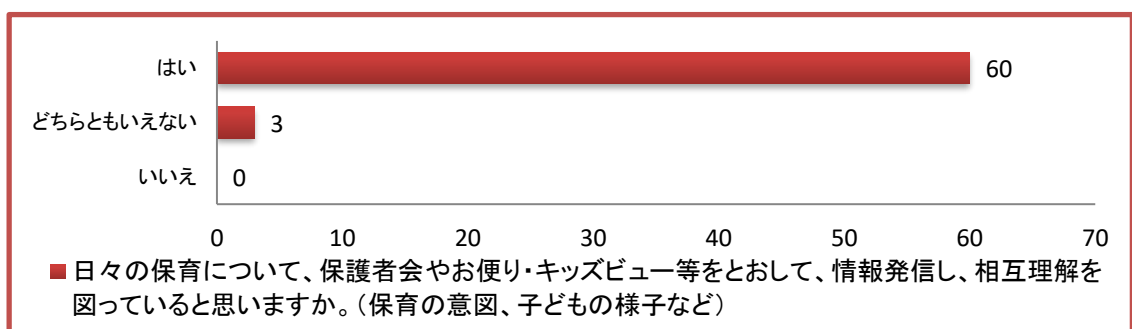 はい 60
どちらともいえない 3
いいえ 0
0 10 20 30 40 50 60 70
日々の保育について、保護者会やお便り・キッズビュー等をとおして、情報発信し、相互理解を
図っていると思いますか。(保育の意図、子どもの様子など)